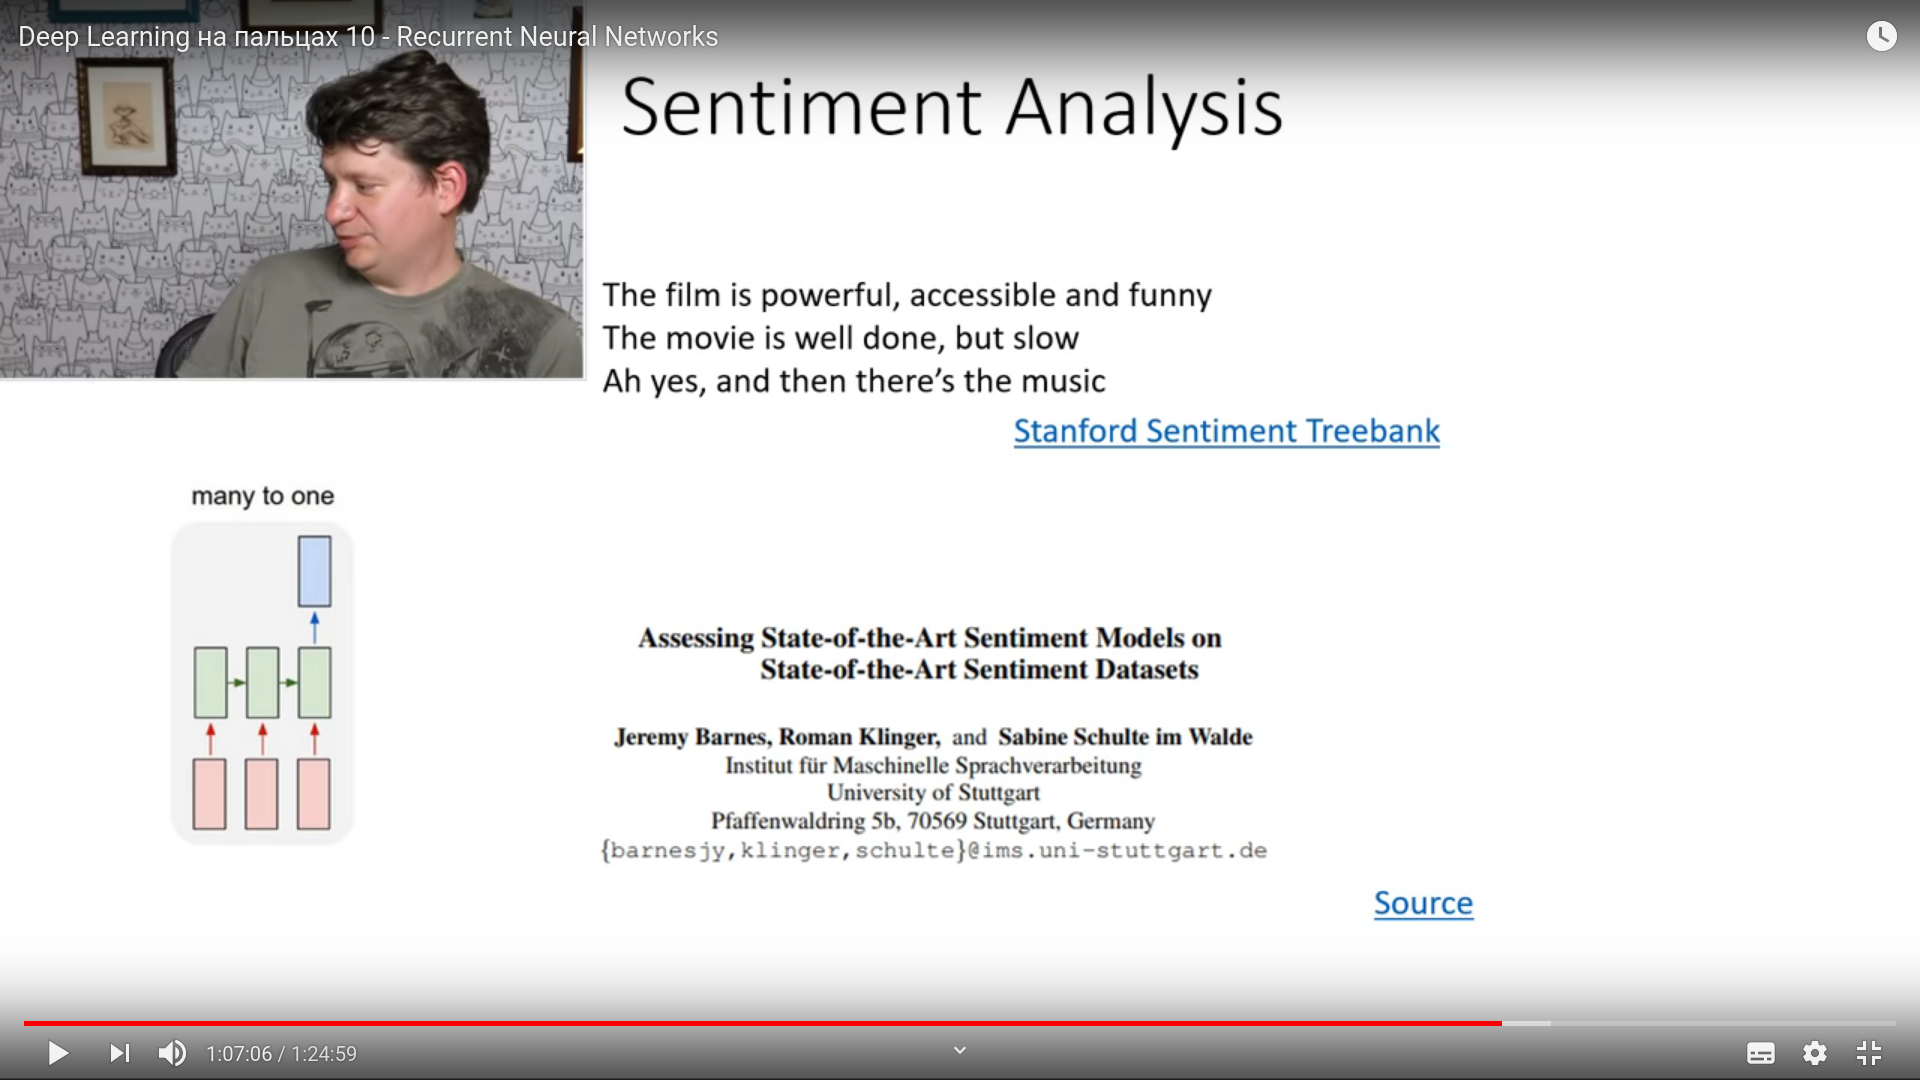 Deep Learning на пальцах 10 - Recurrent Neural Networks
Sentiment Analysis
The film is powerful, accessible and funny
The movie is well done, but slow
Ah yes, and then there's the music
Stanford Sentiment Treebank
many to one
Assessing State-of-the-Art Sentiment Models on
State-of-the-Art Sentiment Datasets
Jeremy Barnes, Roman Klinger, and Sabine Schulte im Walde
Institut für Maschinelle Sprachverarbeitung
University of Stuttgart
Pfaffenwaldring 5b, 70569 Stuttgart, Germany
{barnesjy,klinger,schulte}@ims.uni-stuttgart.de
Source
1:07:06 / 1:24:59